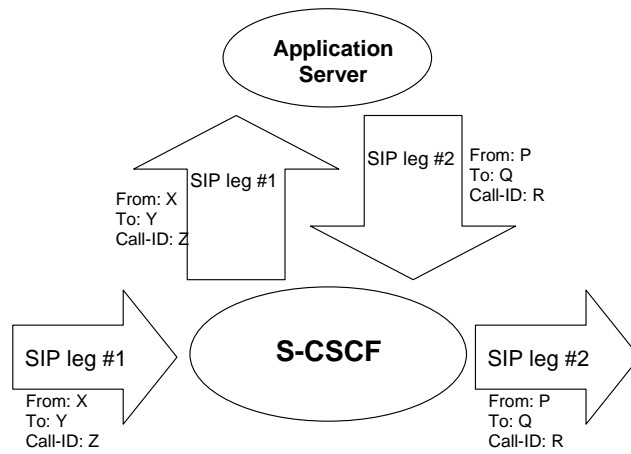 Application
Server
SIP leg #1
From: X
To: Y
Call-ID: Z
SIP leg #2
From: P
To: Q
Call-ID: R
SIP leg #1
From: X
To: Y
Call-ID: Z
S-CSCF
SIP leg #2
From: P
To: Q
Call-ID: R